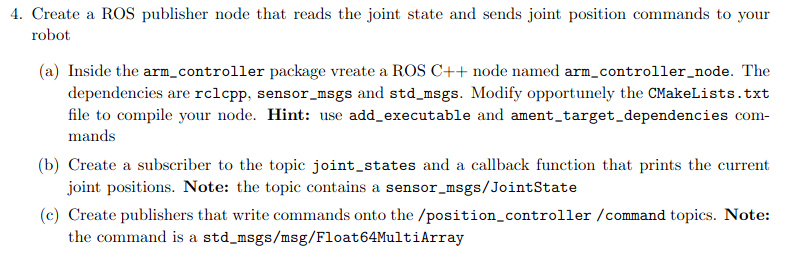 4. Create a ROS publisher node that reads the joint state and sends joint position commands to your
robot
(a) Inside the arm_controller package vreate a ROS C++ node named arm_controller_node. The
dependencies are rclcpp, sensor_msgs and std_msgs. Modify opportunely the CMakeLists.txt
file to compile your node. Hint: use add_executable and ament_target_dependencies com-
mands
(b) Create a subscriber to the topic joint_states and a callback function that prints the current
joint positions. Note: the topic contains a sensor_msgs/JointState
(c) Create publishers that write commands onto the /position_controller /command topics. Note:
the command is a std_msgs/msg/Float64MultiArray